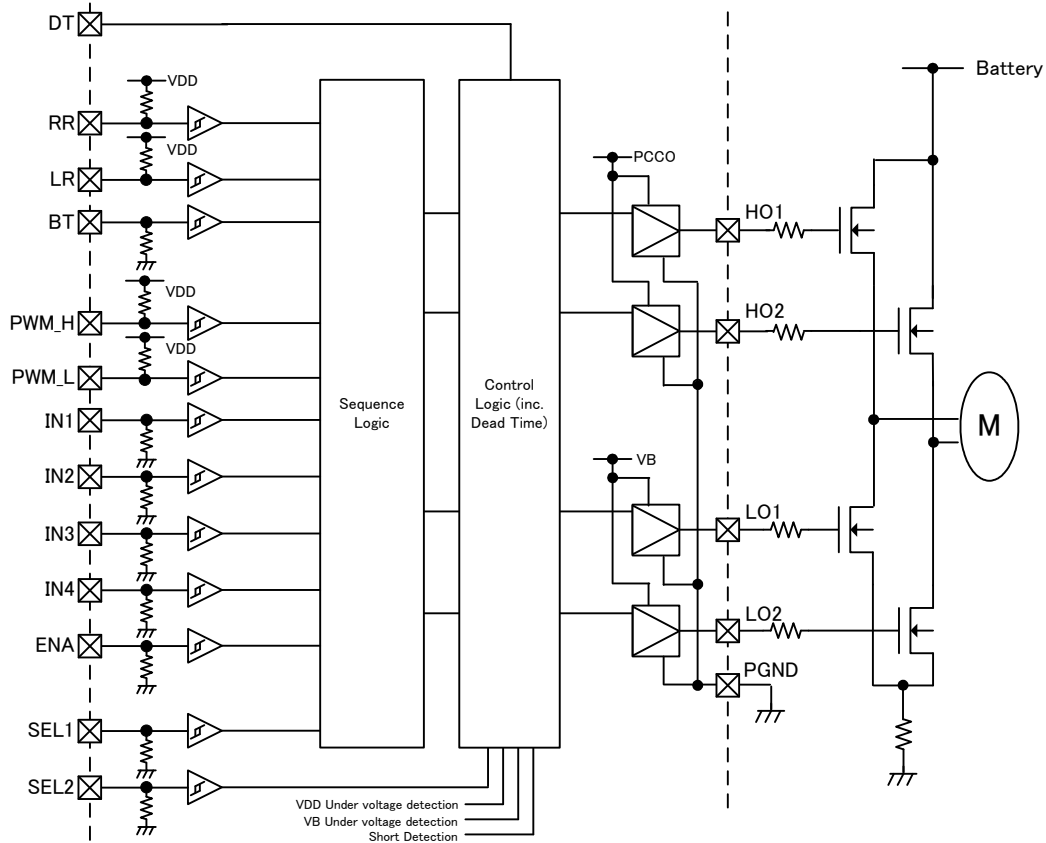 DT
VDD
RR
VDD
LR
BT
VDD
PWM_H
VDD
PWM_L
IN1
IN2
IN3
IN4
ENA
SEL1
SEL2
Sequence
Logic
Control
Logic (inc.
Dead Time)
VDD Under voltage detection
VB Under voltage detection
Short Detection
PCCO
VB
HO1
HO2
LO1
LO2
PGND
Battery
M